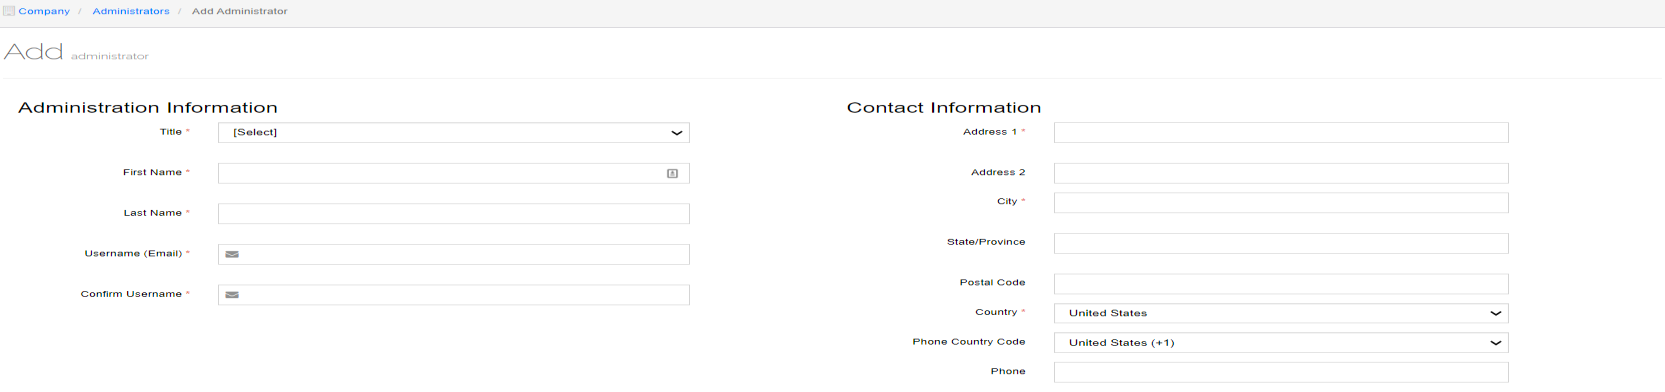 Company / Administrators / Add Administrator
Add administrator
Administration Information
Title * [Select]
First Name *
Last Name *
Username (Email) *
Confirm Username *
Contact Information
Address 1 *
Address 2
City *
State/Province
Postal Code
Country * United States
Phone Country Code United States (+1)
Phone